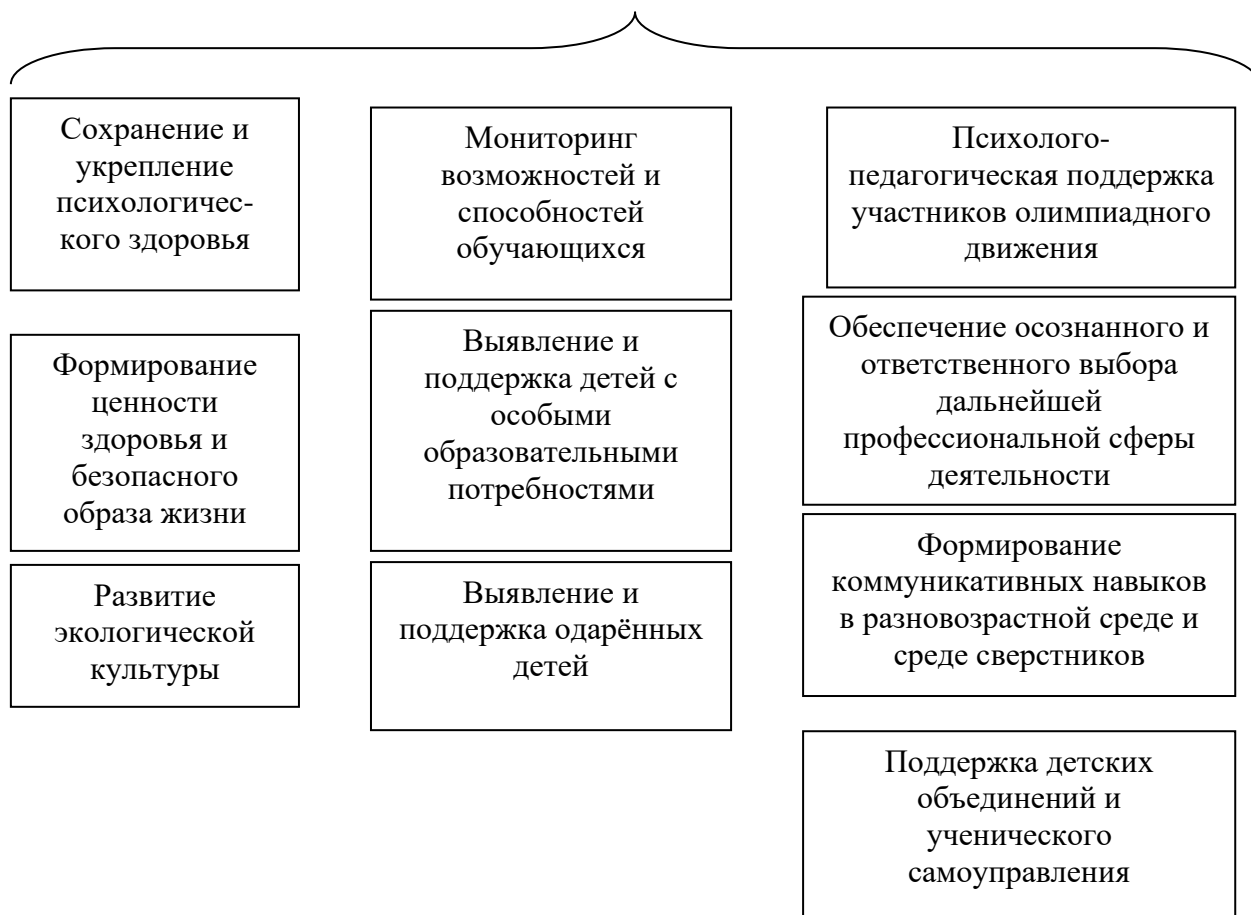 Сохранение и
укрепление
психологичес-
кого здоровья
Формирование
ценности
здоровья и
безопасного
образа жизни
Развитие
экологической
культуры
Мониторинг
возможностей и
способностей
обучающихся
Выявление и
поддержка детей с
особыми
образовательными
потребностями
Выявление и
поддержка одарённых
детей
Психолого-
педагогическая поддержка
участников олимпиадного
движения
Обеспечение осознанного и
ответственного выбора
дальнейшей
профессиональной сферы
деятельности
Формирование
коммуникативных навыков
в разновозрастной среде и
среде сверстников
Поддержка детских
объединений и
ученического
самоуправления